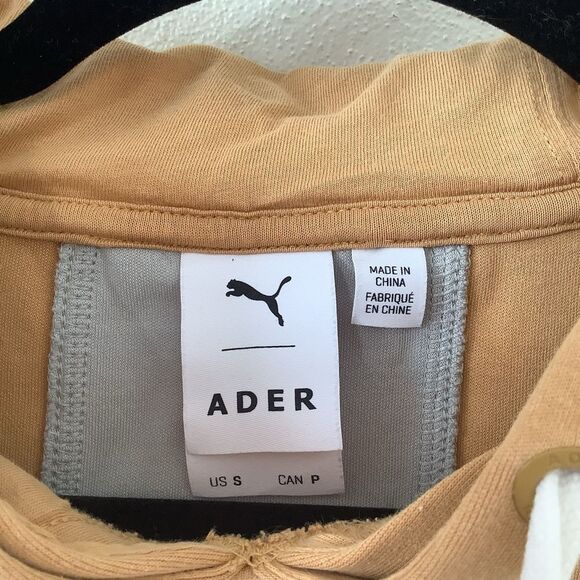 ADER
US S CAN P
MADE IN
CHINA
FABRIQUÉ
EN CHINE